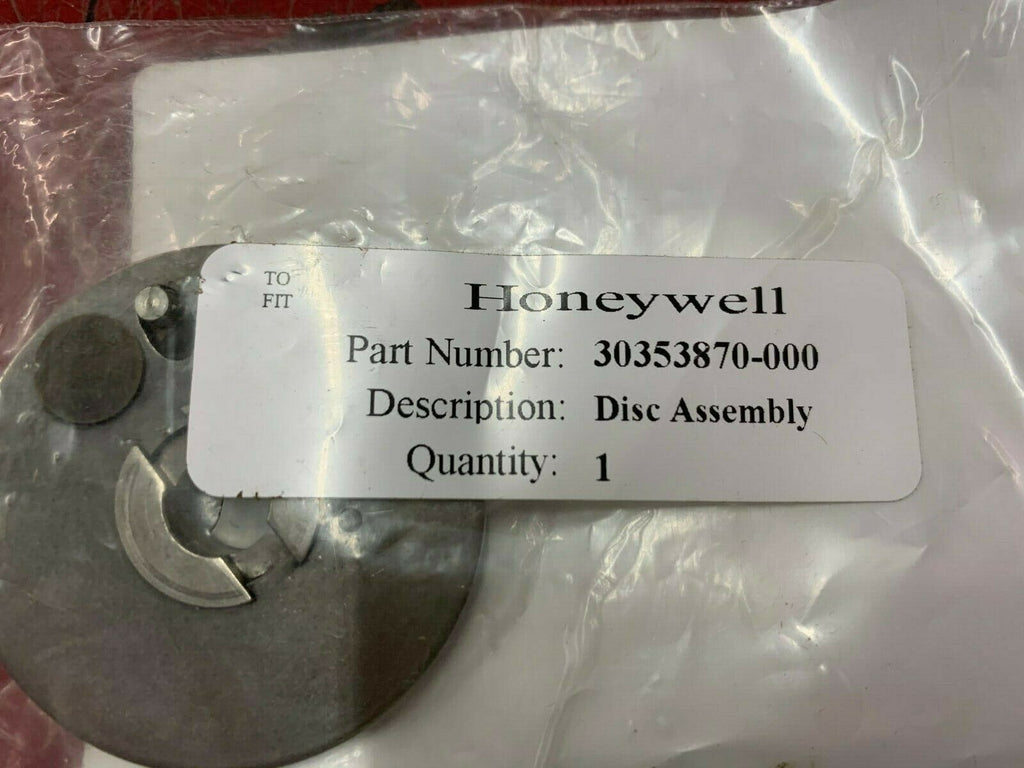 TO
FIT
Honeywell
Part Number: 30353870-000
Description: Disc Assembly
Quantity: 1